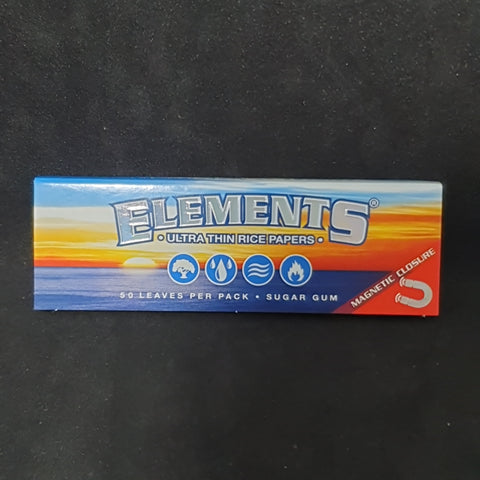 ELEMENTS®
• ULTRA THIN RICE PAPERS •
50 LEAVES PER PACK • SUGAR GUM
MAGNETIC CLOSURE